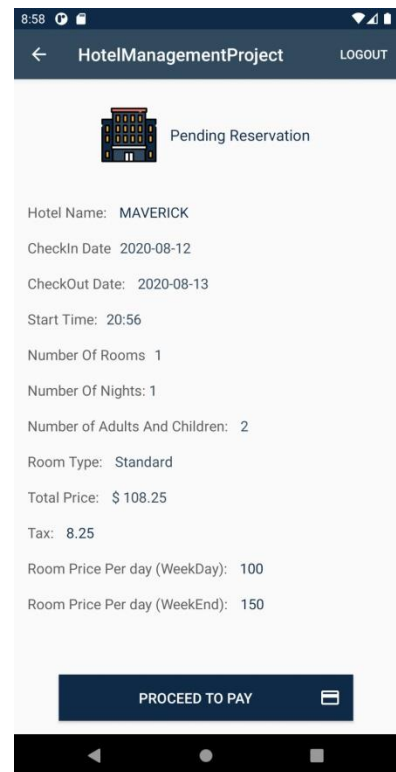 8:58
HotelManagementProject LOGOUT
Pending Reservation
Hotel Name: MAVERICK
CheckIn Date 2020-08-12
CheckOut Date: 2020-08-13
Start Time: 20:56
Number Of Rooms 1
Number Of Nights: 1
Number of Adults And Children: 2
Room Type: Standard
Total Price: $ 108.25
Tax: 8.25
Room Price Per day (WeekDay): 100
Room Price Per day (WeekEnd): 150
PROCEED TO PAY